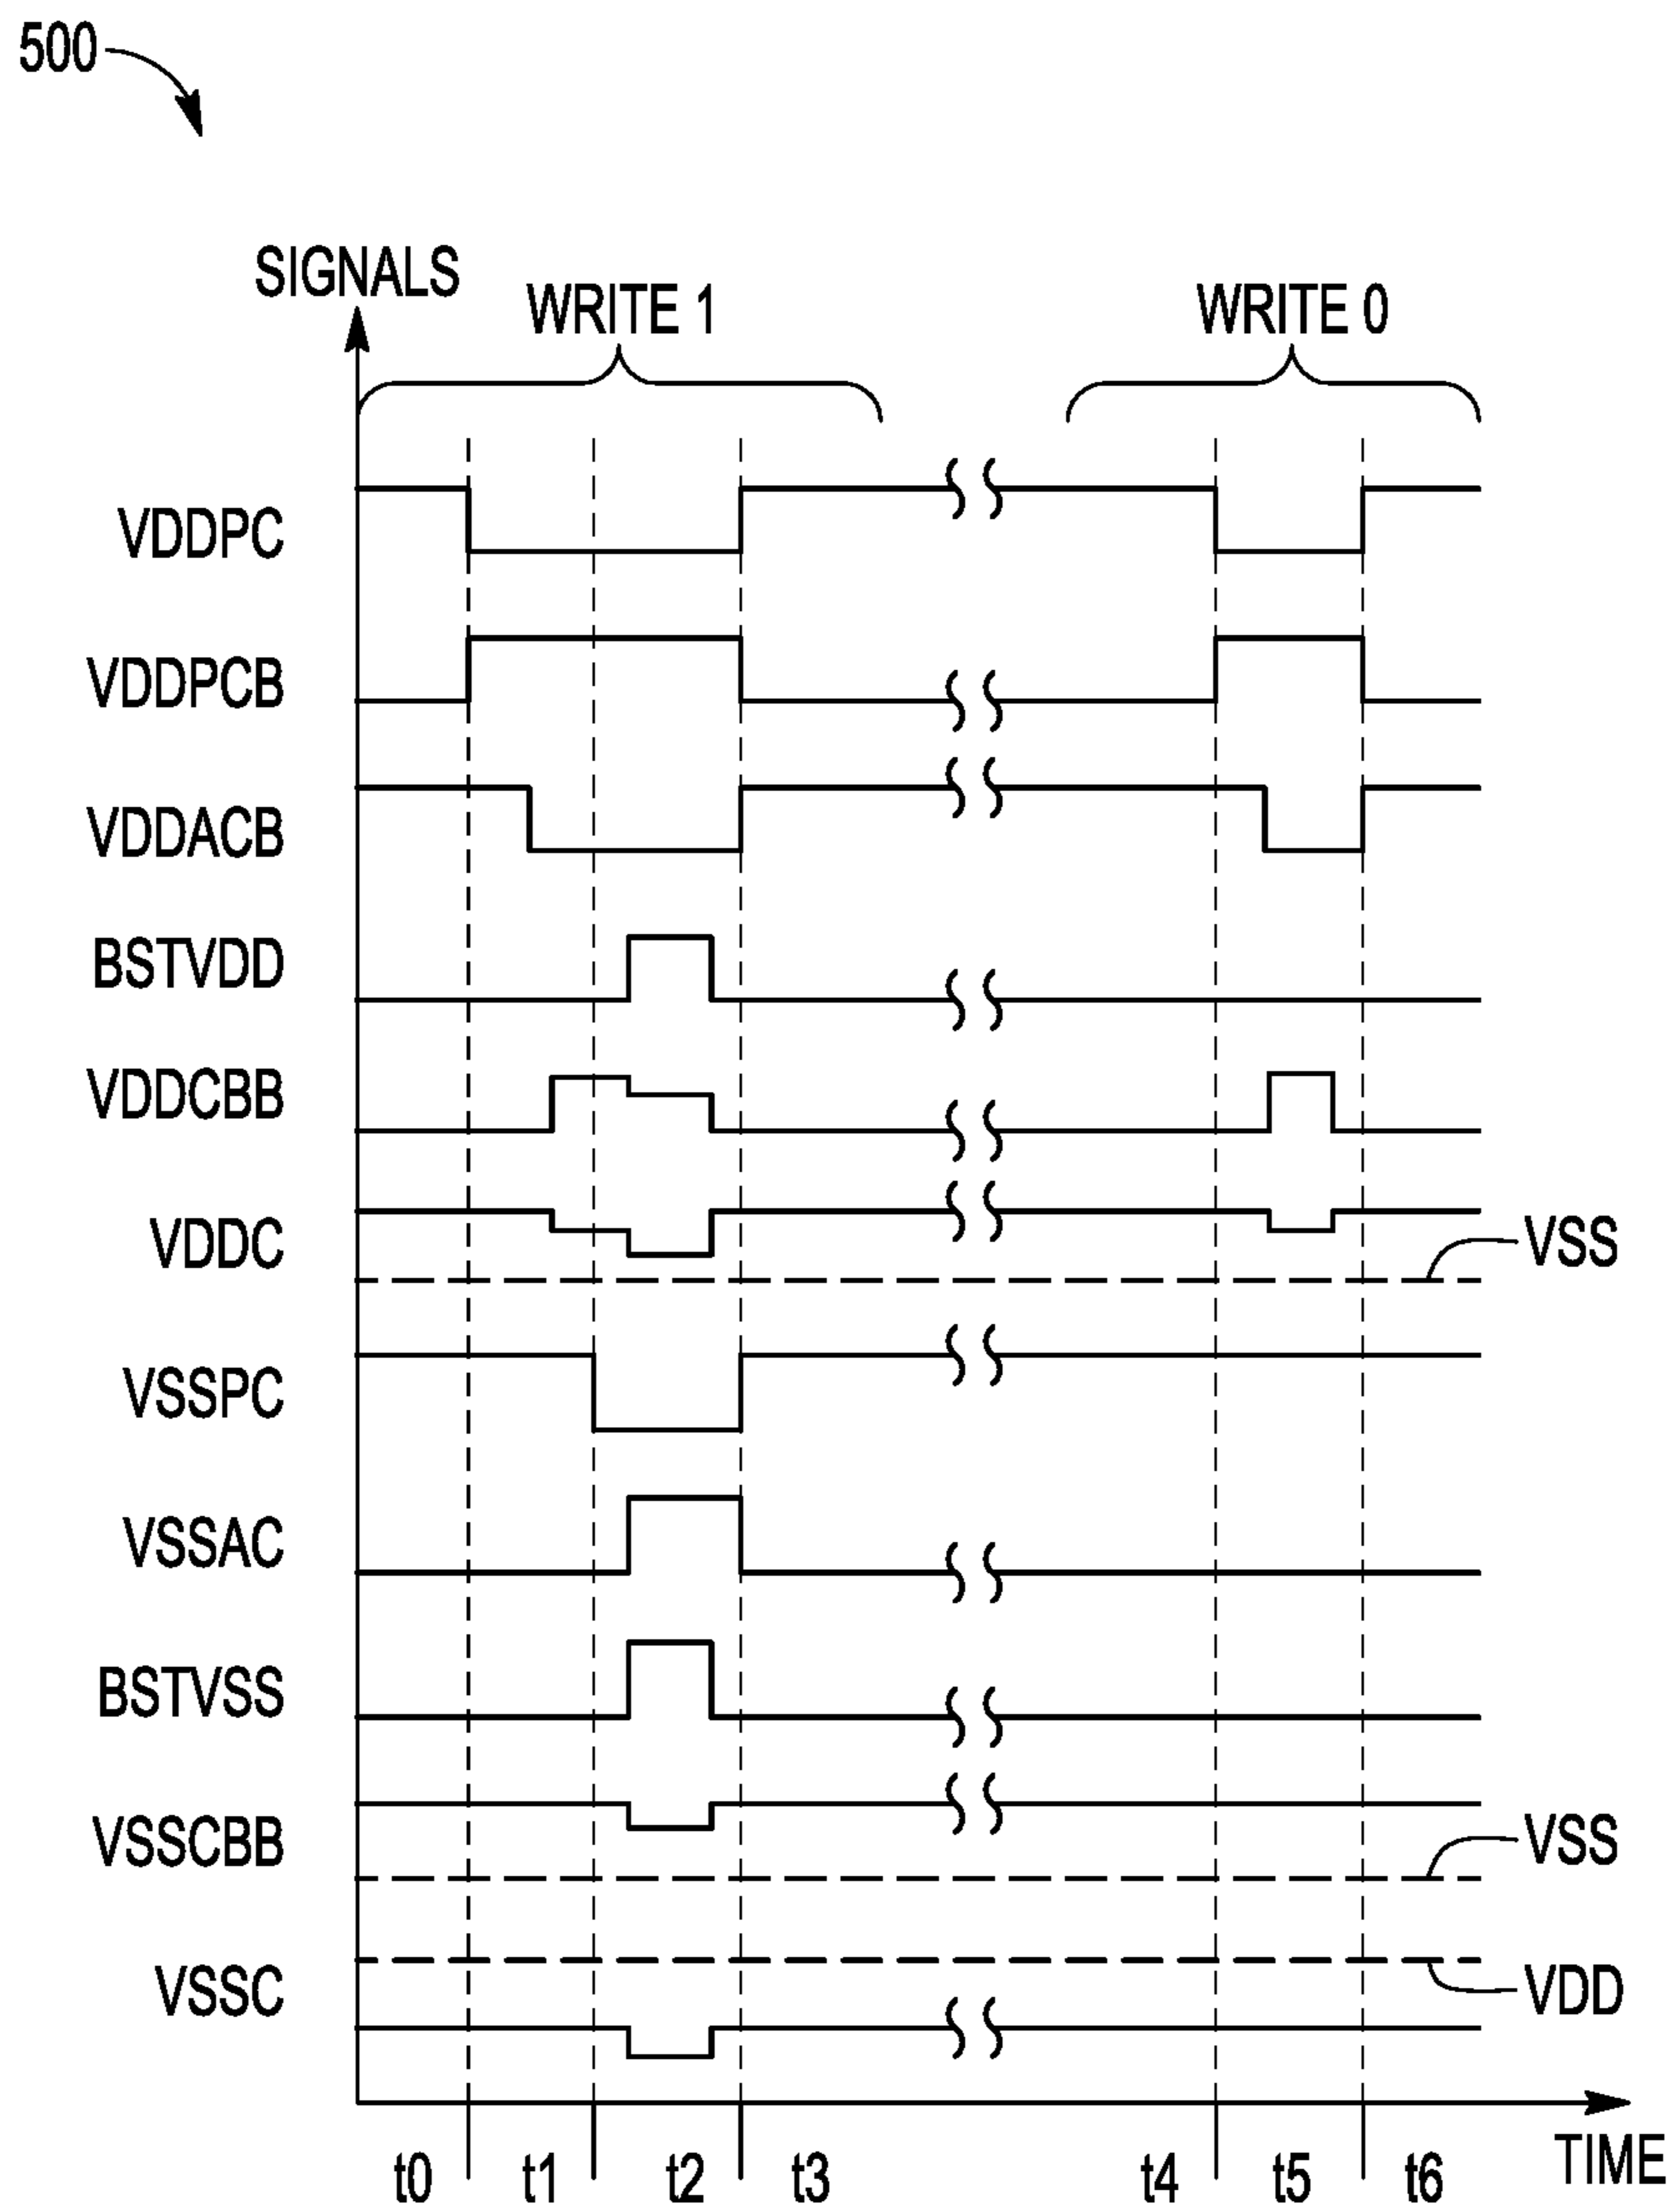 500
SIGNALS
WRITE 1 WRITE 0
VDDPC
VDDPCB
VDDACB
BSTVDD
VDDCBB
VDDC
VSS
VSSPC
VSSAC
BSTVSS
VSSCBB
VSS
VSSC
VDD
TIME
t0 t1 t2 t3 t4 t5 t6